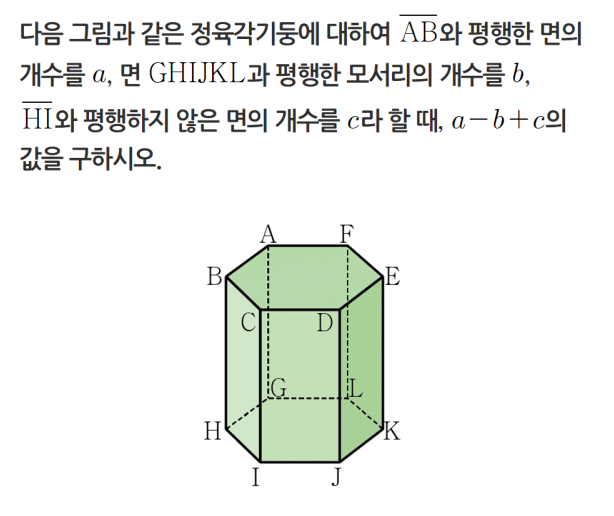 다음 그림과 같은 정육각기둥에 대하여 $\overline{AB}$와 평행한 면의
개수를 a, 면 GHIJKL과 평행한 모서리의 개수를 b,
$\overline{HI}$와 평행하지 않은 면의 개수를 c라 할 때, a−b+c의
값을 구하시오.
A F
B E
C D
G L
H K
I J